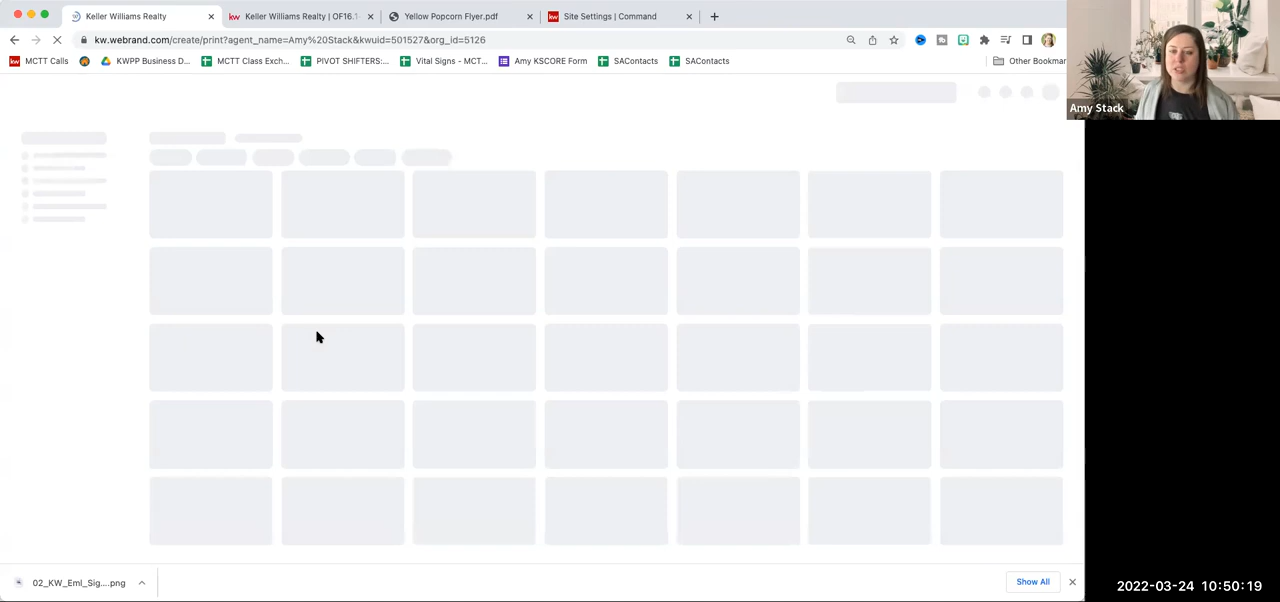 Keller Williams Realty
kw Keller Williams Realty | OF16.1
Yellow Popcorn Flyer.pdf
kw Site Settings | Command
kw.webrand.com/create/print?agent_name=Amy%20Stack&kwuid=501527&org_id=5126
kw MCTT Calls
KWPP Business D...
MCTT Class Exch...
PIVOT SHIFTERS:...
Vital Signs - MCT...
Amy KSCORE Form
SAContacts
SAContacts
Other Bookmar
Amy Stack
02_KW_Eml_Sig....png
Show All
2022-03-24 10:50:19